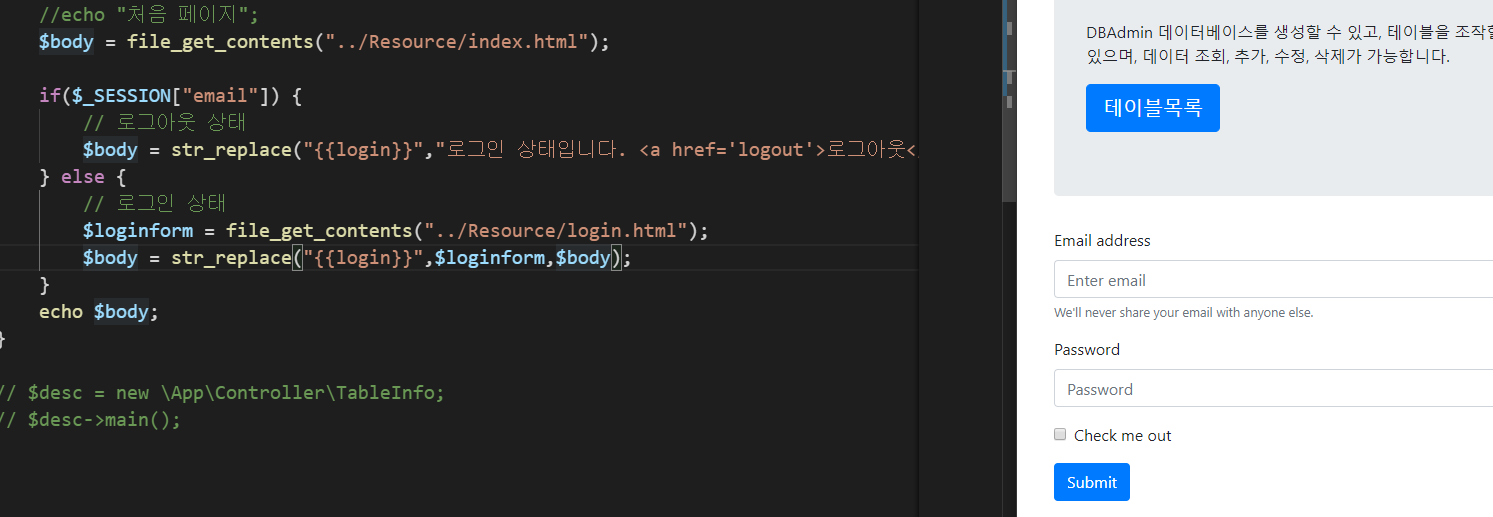 //echo "처음 페이지";
$body = file_get_contents("../Resource/index.html");
if($_SESSION["email"]) {
// 로그아웃 상태
$body = str_replace("{{login}}","로그인 상태입니다. <a href='logout'>로그아웃<
} else {
// 로그인 상태
$loginform = file_get_contents("../Resource/login.html");
$body = str_replace("{{login}}",$loginform,$body);
}
echo $body;
}
// $desc = new \App\Controller\TableInfo;
// $desc->main();
DBAdmin 데이터베이스를 생성할 수 있고, 테이블을 조작할
있으며, 데이터 조회, 추가, 수정, 삭제가 가능합니다.
테이블목록
Email address
Enter email
We'll never share your email with anyone else.
Password
Password
Check me out
Submit